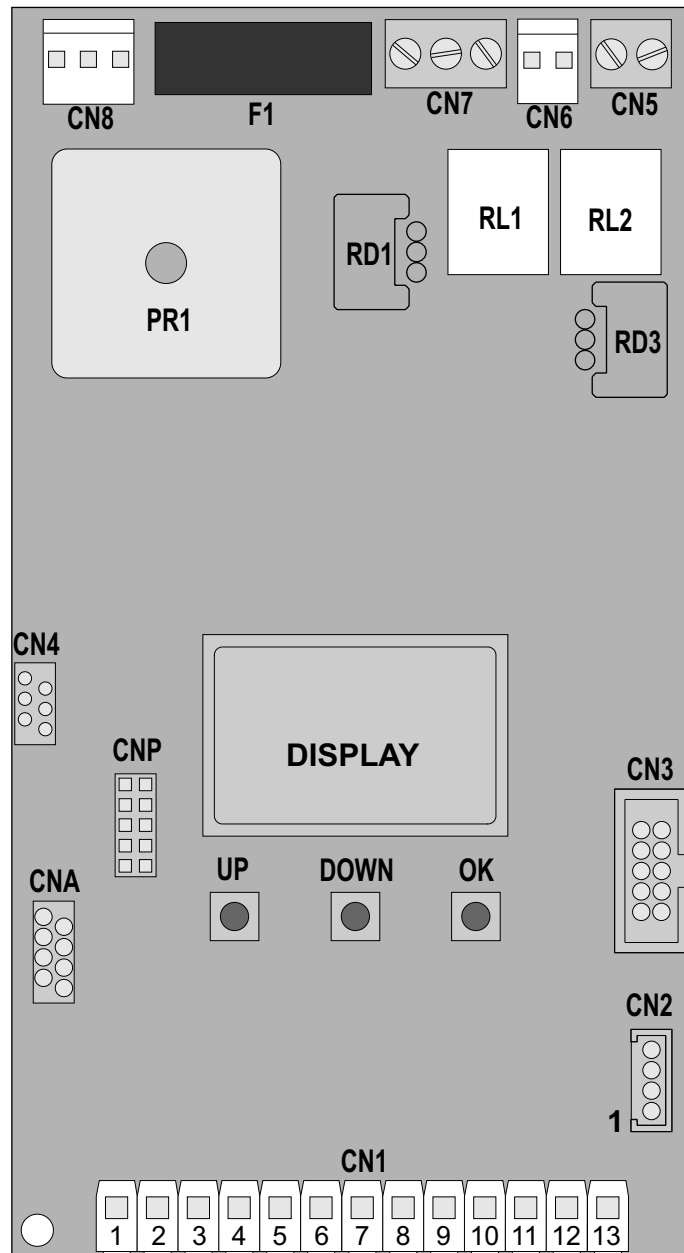 CN8 F1 CN7 CN6 CN5
RL1 RL2
RD1
PR1
RD3
CN4
CNP DISPLAY CN3
UP DOWN OK
CNA
CN2
1
CN1
1 2 3 4 5 6 7 8 9 10 11 12 13